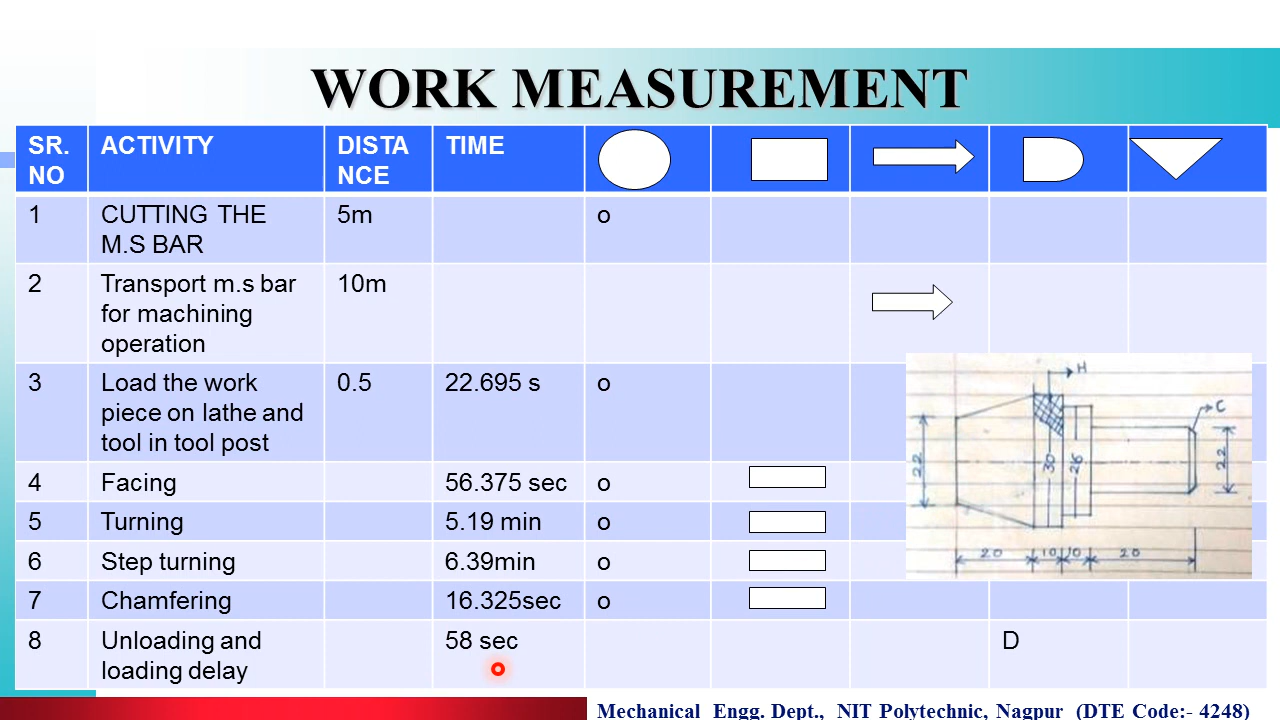 WORK MEASUREMENT
SR. NO ACTIVITY DISTA NCE TIME
1 CUTTING THE M.S BAR 5m o
2 Transport m.s bar for machining operation 10m
3 Load the work piece on lathe and tool in tool post 0.5 22.695 s o
4 Facing 56.375 sec o
5 Turning 5.19 min o
6 Step turning 6.39min o
7 Chamfering 16.325sec o
8 Unloading and loading delay 58 sec D
H
C
22 30 26 22
20 10 10 20
Mechanical Engg. Dept., NIT Polytechnic, Nagpur (DTE Code:- 4248)